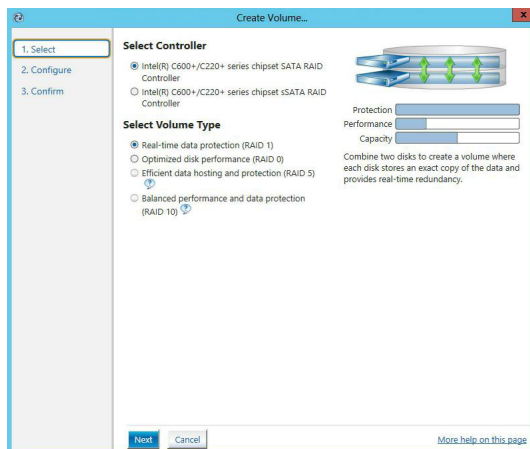 Create Volume...
x
1. Select
2. Configure
3. Confirm
Select Controller
Intel(R) C600+/C220+ series chipset SATA RAID
Controller
Intel(R) C600+/C220+ series chipset sSATA RAID
Controller
Select Volume Type
Real-time data protection (RAID 1)
Optimized disk performance (RAID 0)
Efficient data hosting and protection (RAID 5)
?
Balanced performance and data protection
(RAID 10) ?
Protection
Performance
Capacity
Combine two disks to create a volume where
each disk stores an exact copy of the data and
provides real-time redundancy.
Next
Cancel
More help on this page